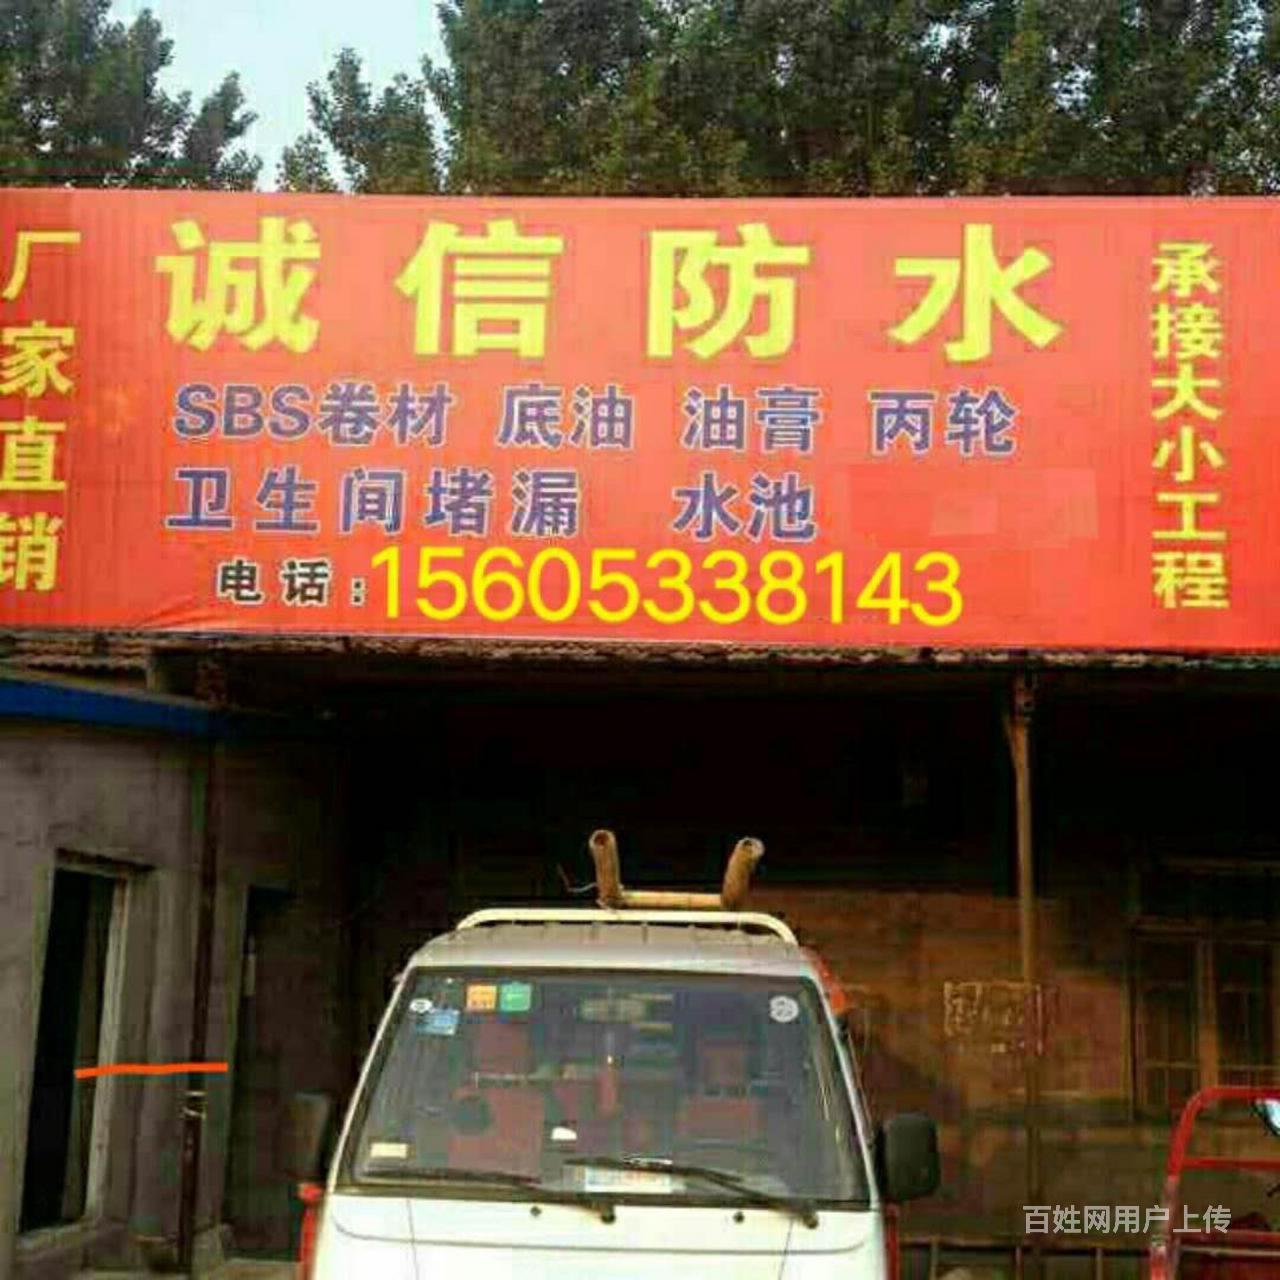 厂家直销
诚信防水
SBS卷材 底油 油膏 丙轮
卫生间堵漏 水池
电话:15605338143
承接大小工程
百姓网用户上传